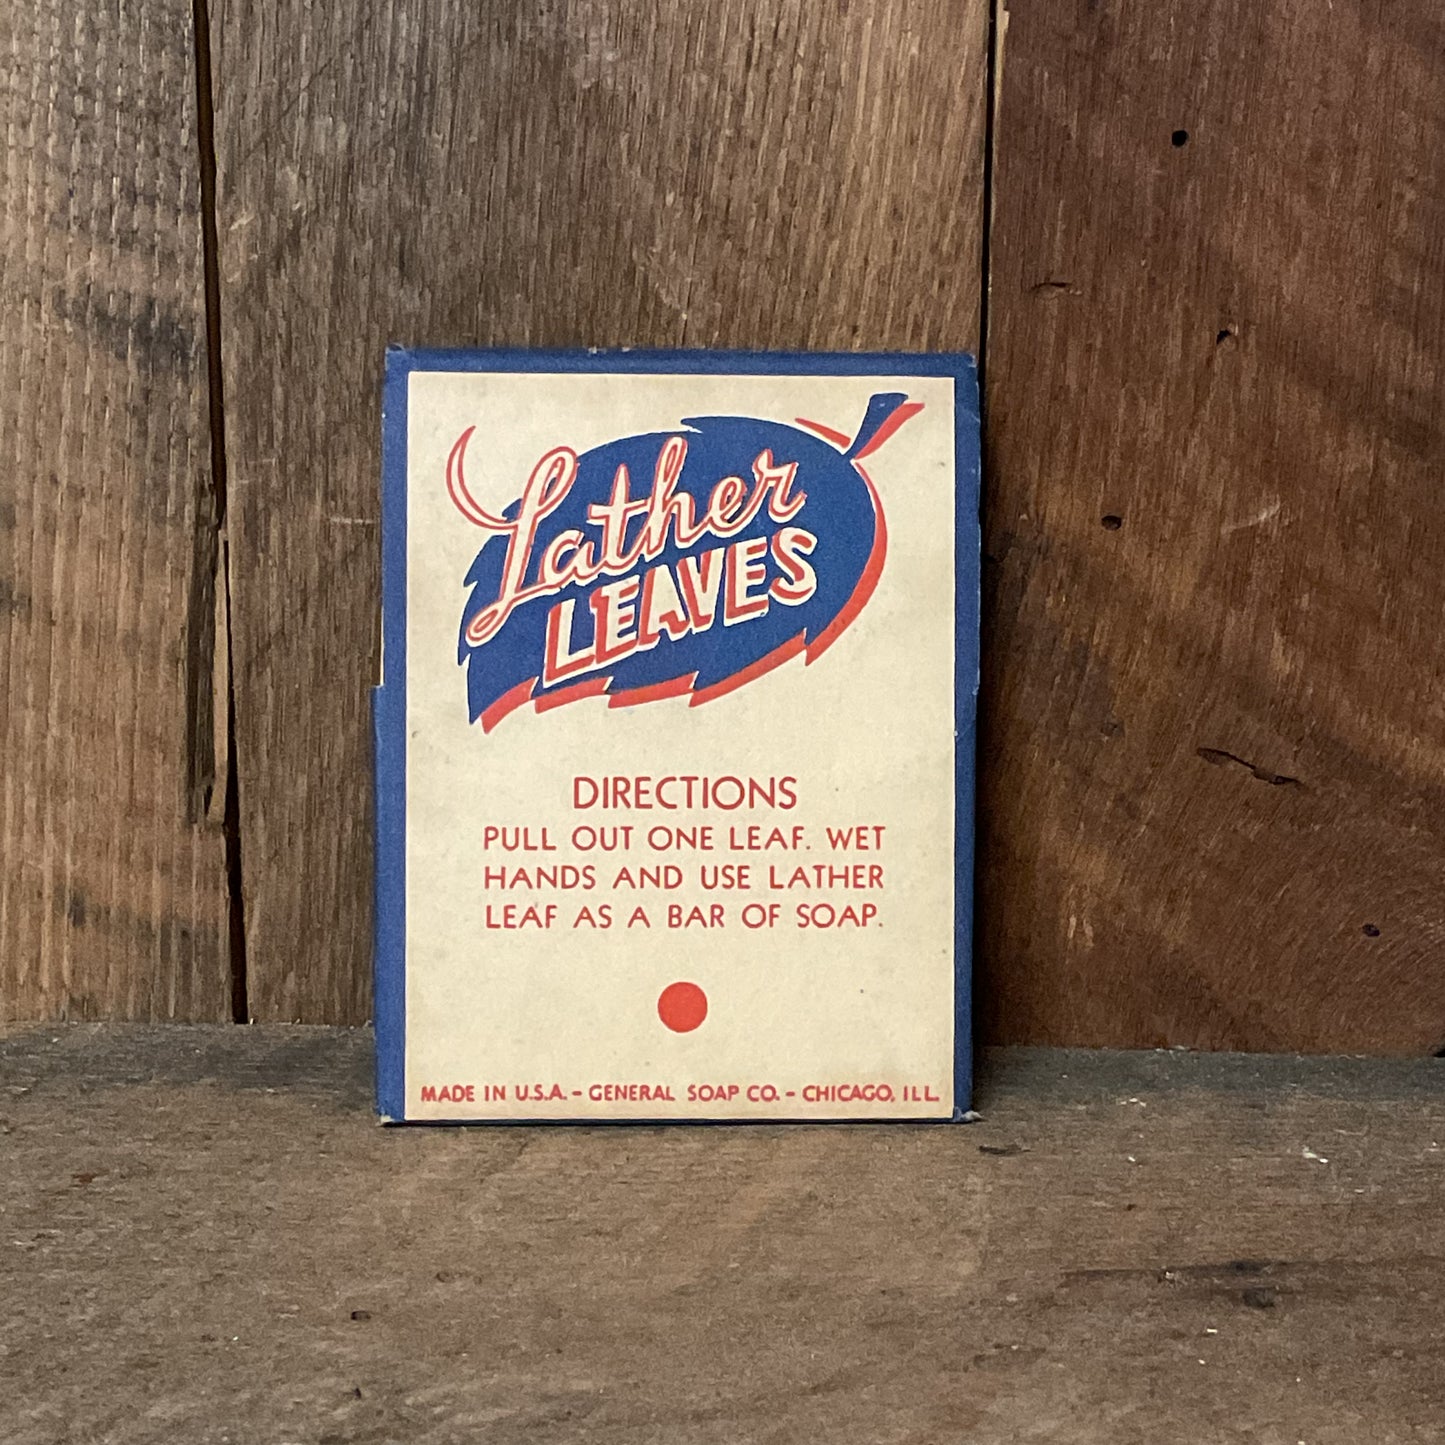 Lather
LEAVES
DIRECTIONS
PULL OUT ONE LEAF. WET
HANDS AND USE LATHER
LEAF AS A BAR OF SOAP.
MADE IN U.S.A. - GENERAL SOAP CO. - CHICAGO, ILL.